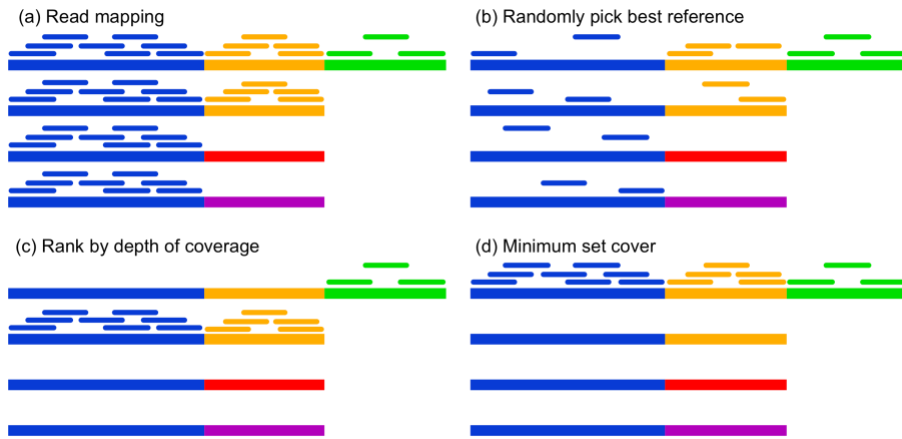 (a) Read mapping
(b) Randomly pick best reference
(c) Rank by depth of coverage
(d) Minimum set cover